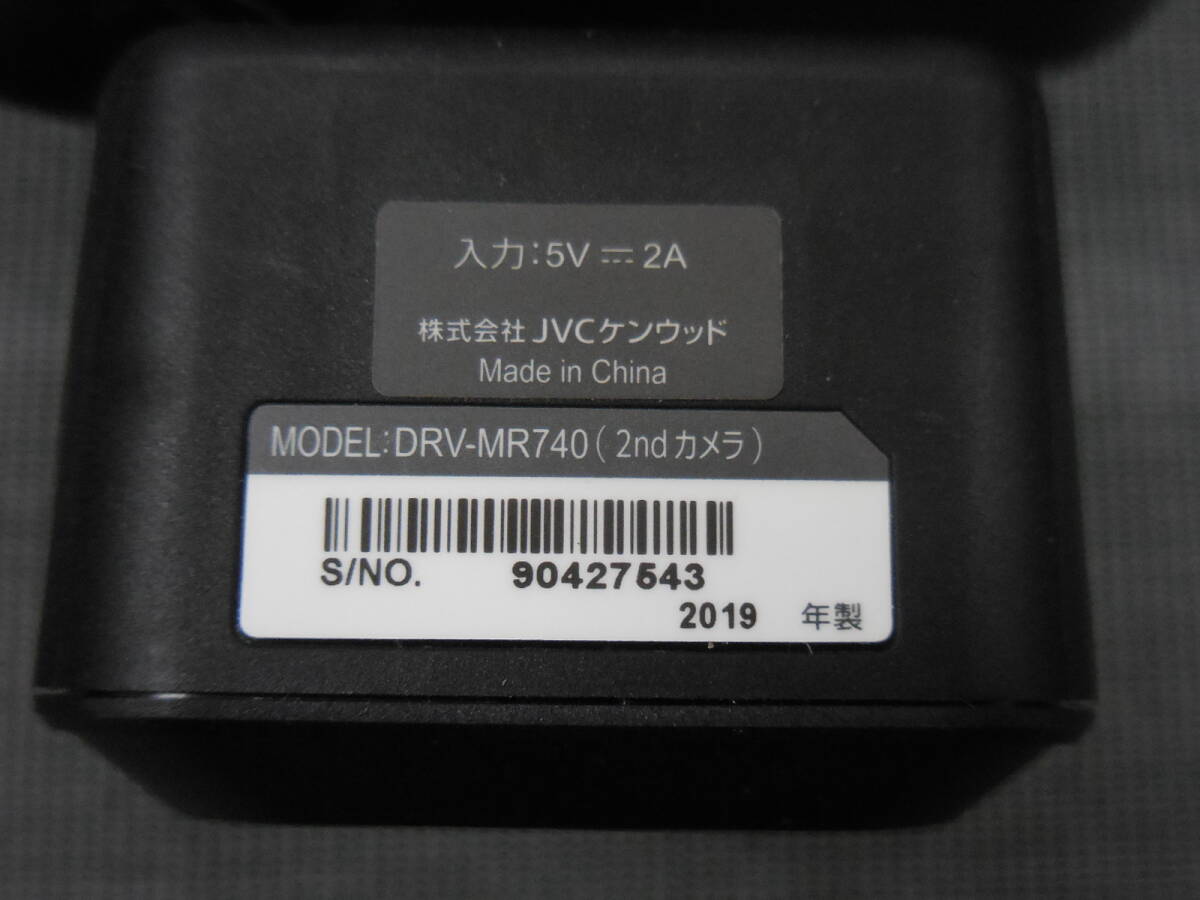 入力:5V ⎓ 2A
株式会社 JVCケンウッド
Made in China
MODEL:DRV-MR740(2ndカメラ)
S/NO. 90427543
2019 年製